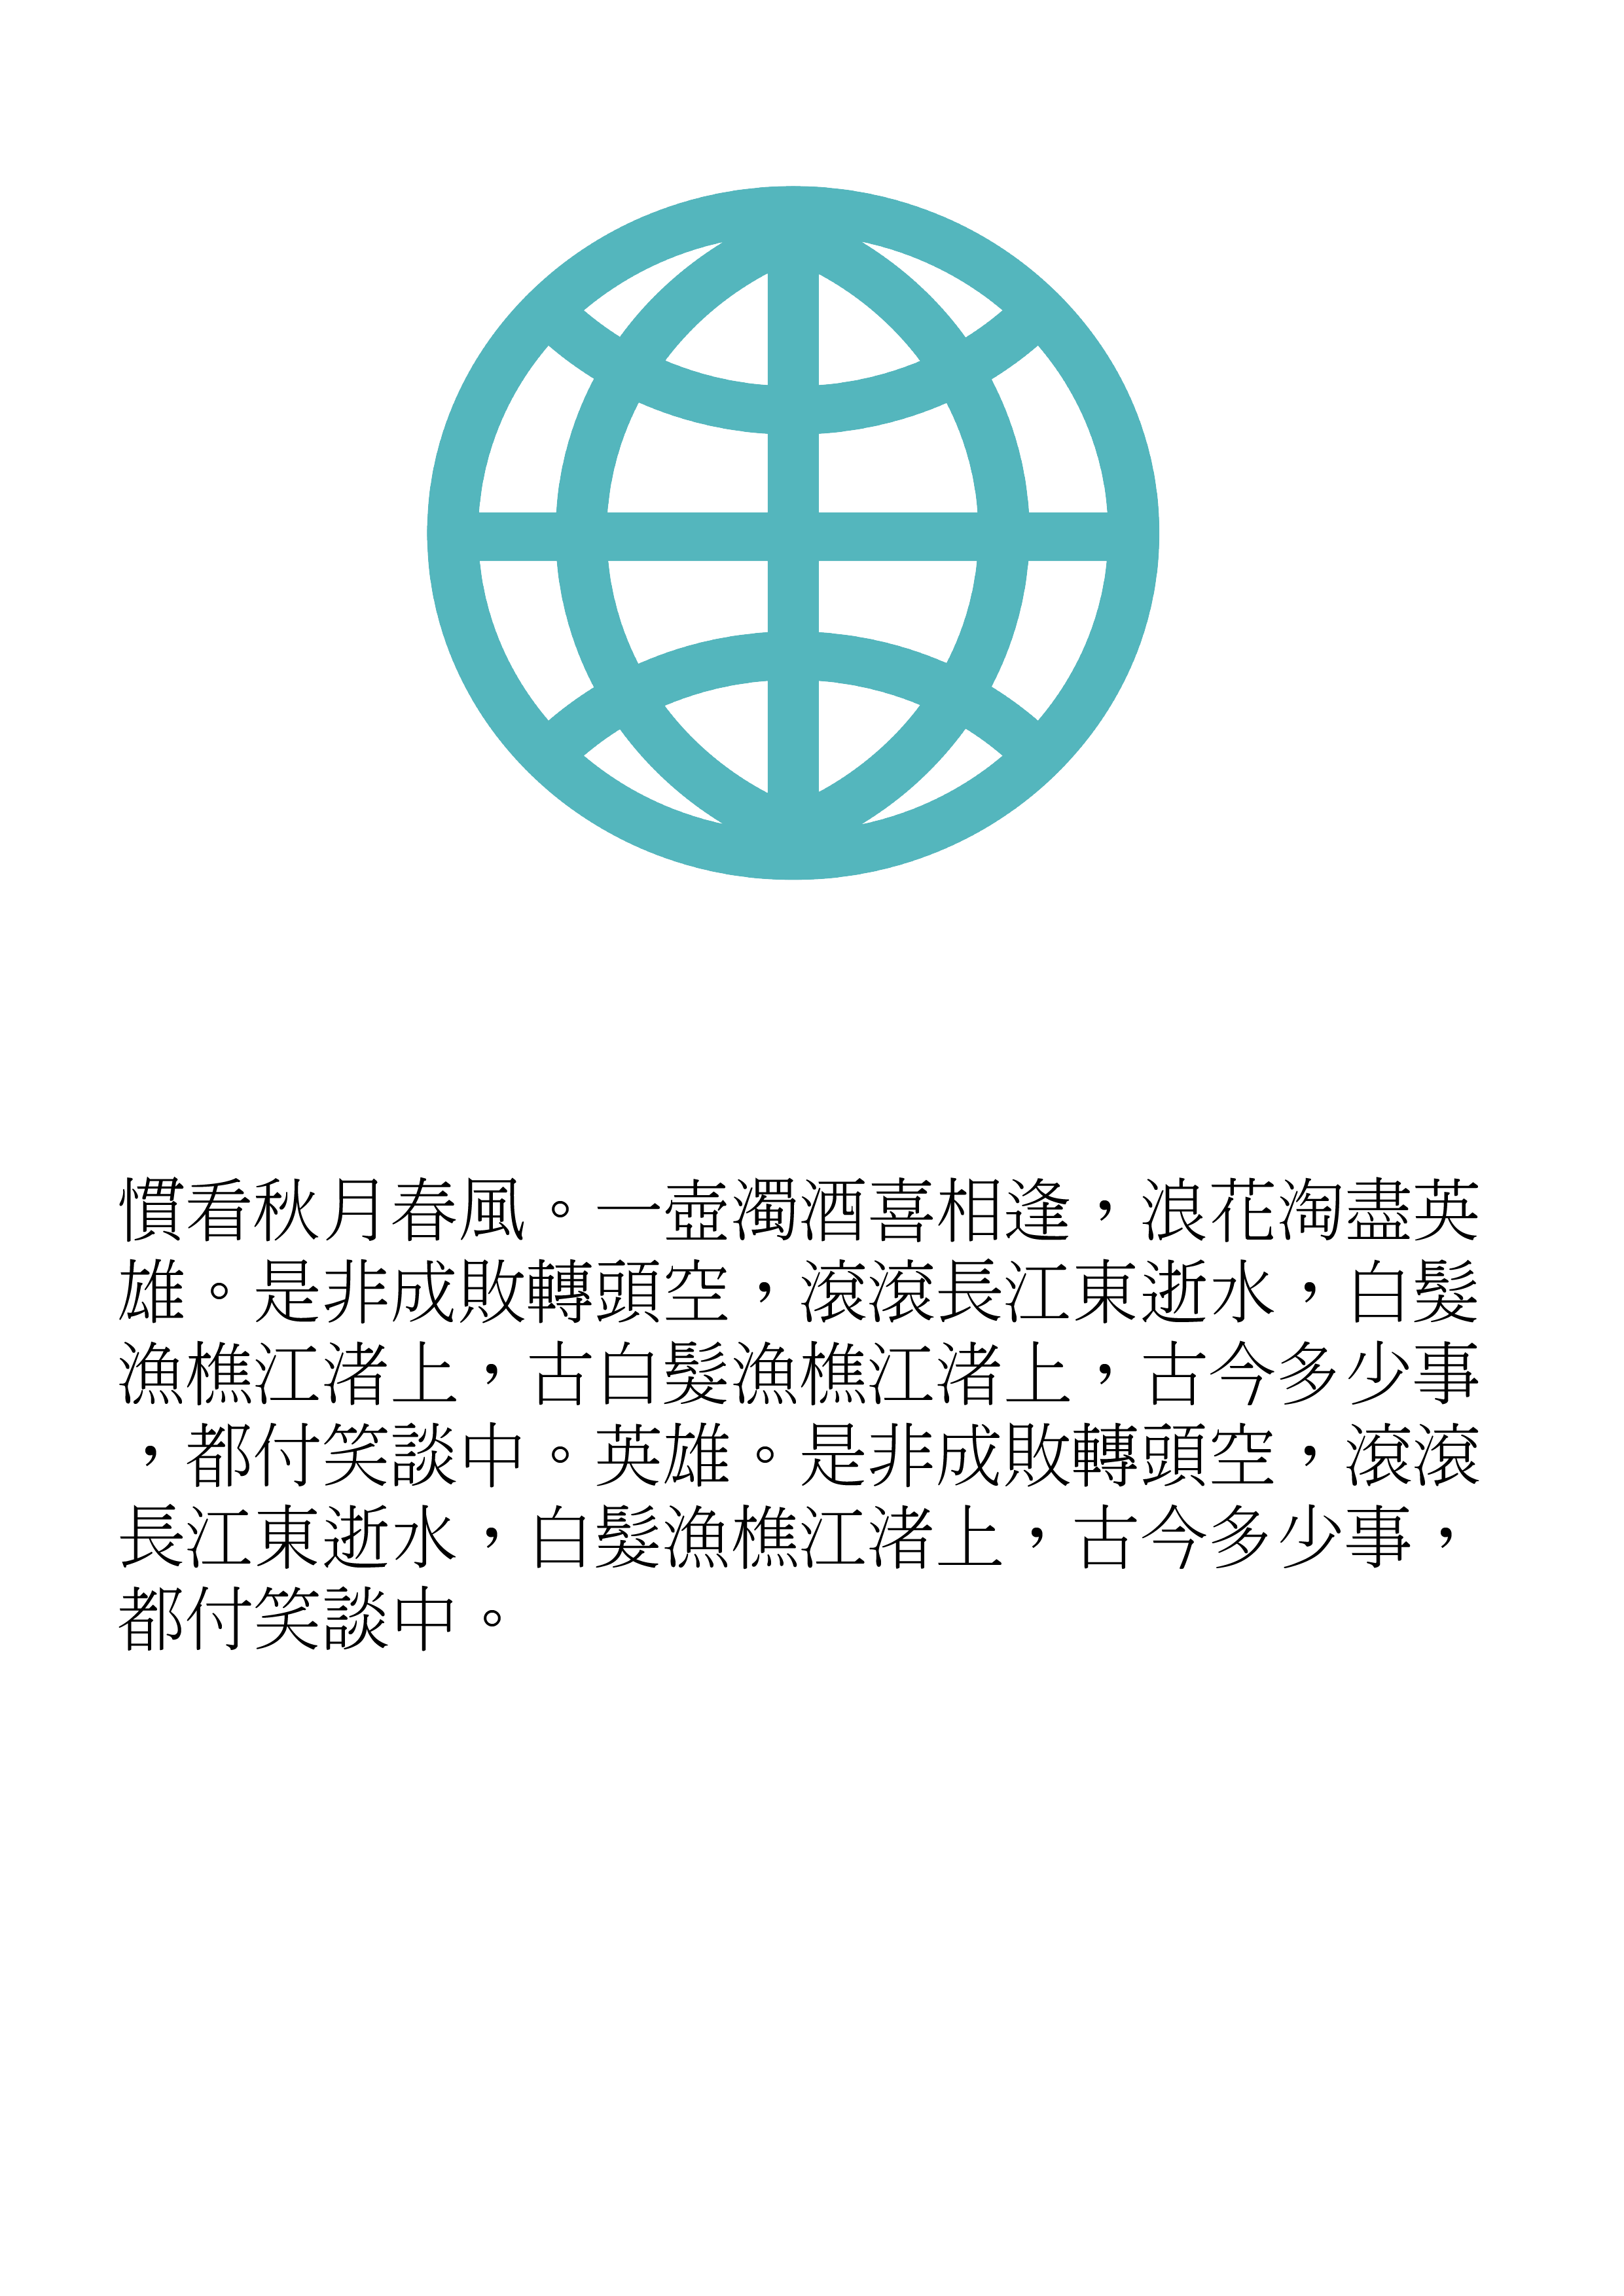 慣看秋月春風。一壺濁酒喜相逢，浪花淘盡英
雄。是非成敗轉頭空，滾滾長江東逝水，白髮
漁樵江渚上，古白髮漁樵江渚上，古今多少事
，都付笑談中。英雄。是非成敗轉頭空，滾滾
長江東逝水，白髮漁樵江渚上，古今多少事，
都付笑談中。